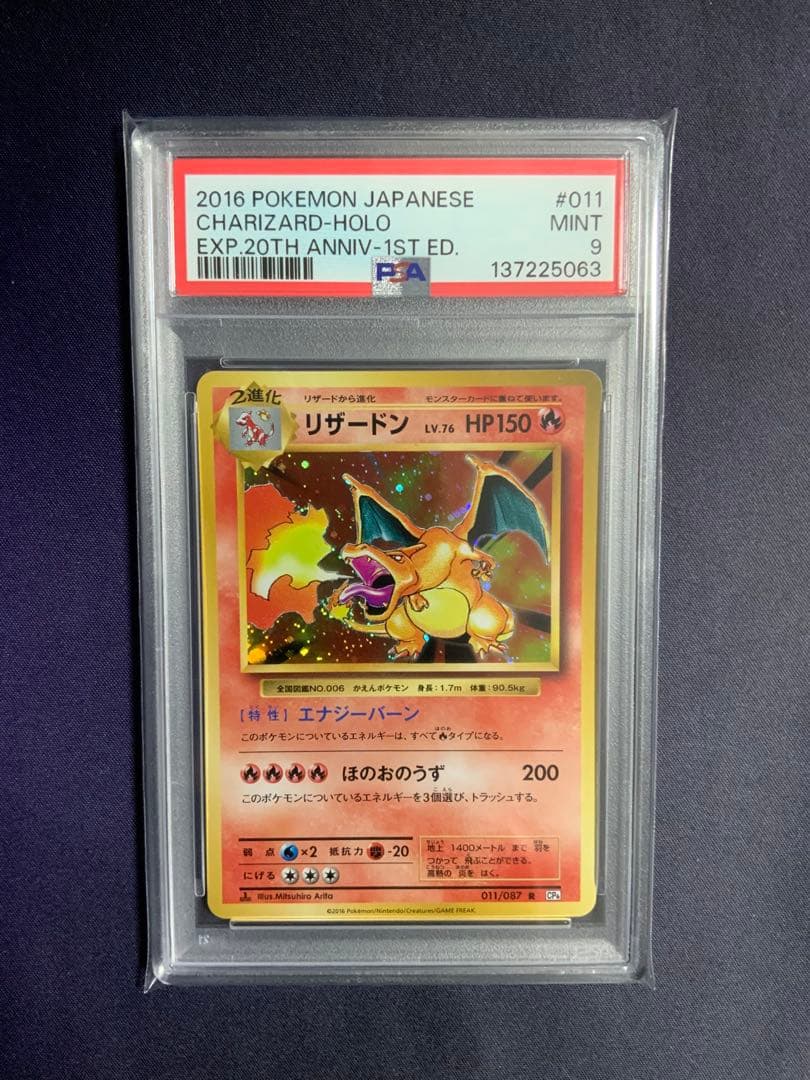 2016 POKEMON JAPANESE #011
CHARIZARD-HOLO MINT
EXP.20TH ANNIV-1ST ED. 9
PSA 137225063
2進化 リザードから進化 モンスターカードに重ねて使います。
リザードン LV.76 HP150
全国図鑑NO.006 かえんポケモン 身長:1.7m 体重:90.5kg
[特性] エナジーバーン
このポケモンについているエネルギーは、すべて タイプになる。
ほのおのうず 200
このポケモンについているエネルギーを3個選び、トラッシュする。
弱点 ×2 抵抗力 -20
にげる
地上 1400メートル まで 羽を
つかって 飛ぶことができる。
高熱の 炎を はく。
Illus.Mitsuhiro Arita 011/087 R CP6
©2016 Pokémon/Nintendo/Creatures/GAME FREAK.